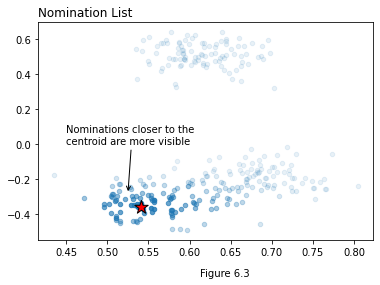 Nomination List
0.6
0.4
0.2
0.0
−0.2
−0.4
Nominations closer to the
centroid are more visible
0.45 0.50 0.55 0.60 0.65 0.70 0.75 0.80
Figure 6.3